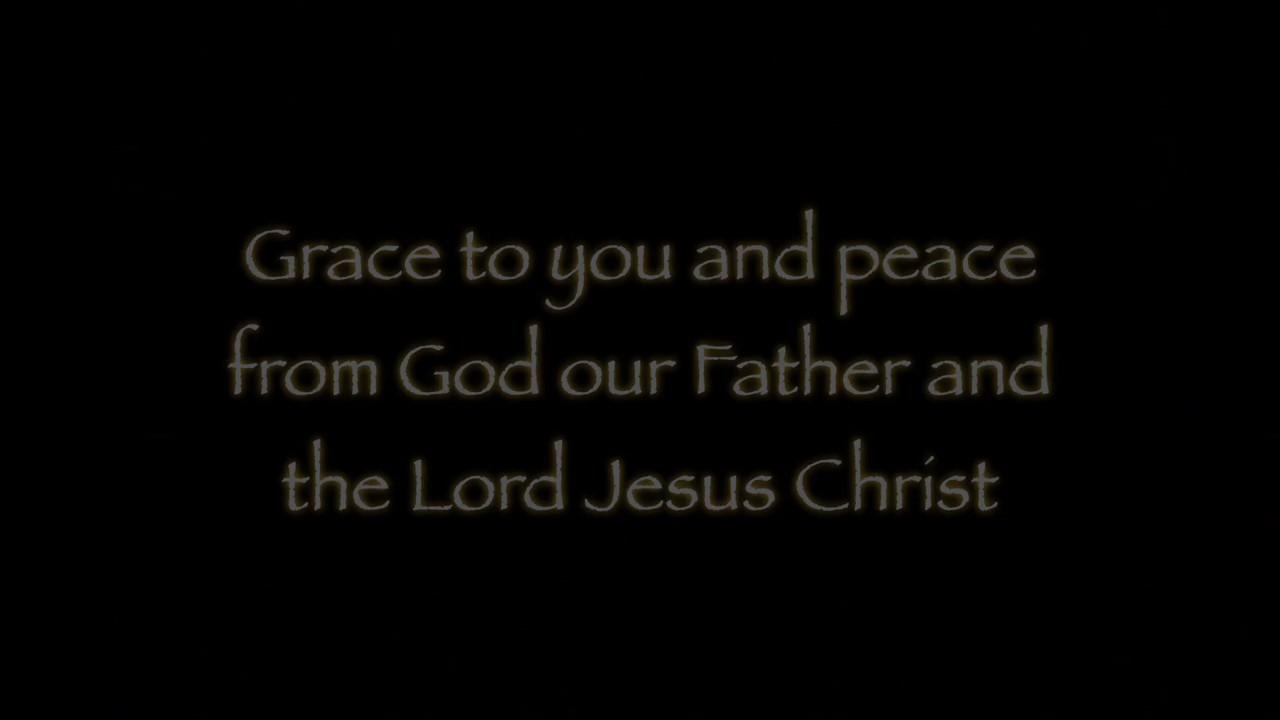 Grace to you and peace
from God our Father and
the Lord Jesus Christ